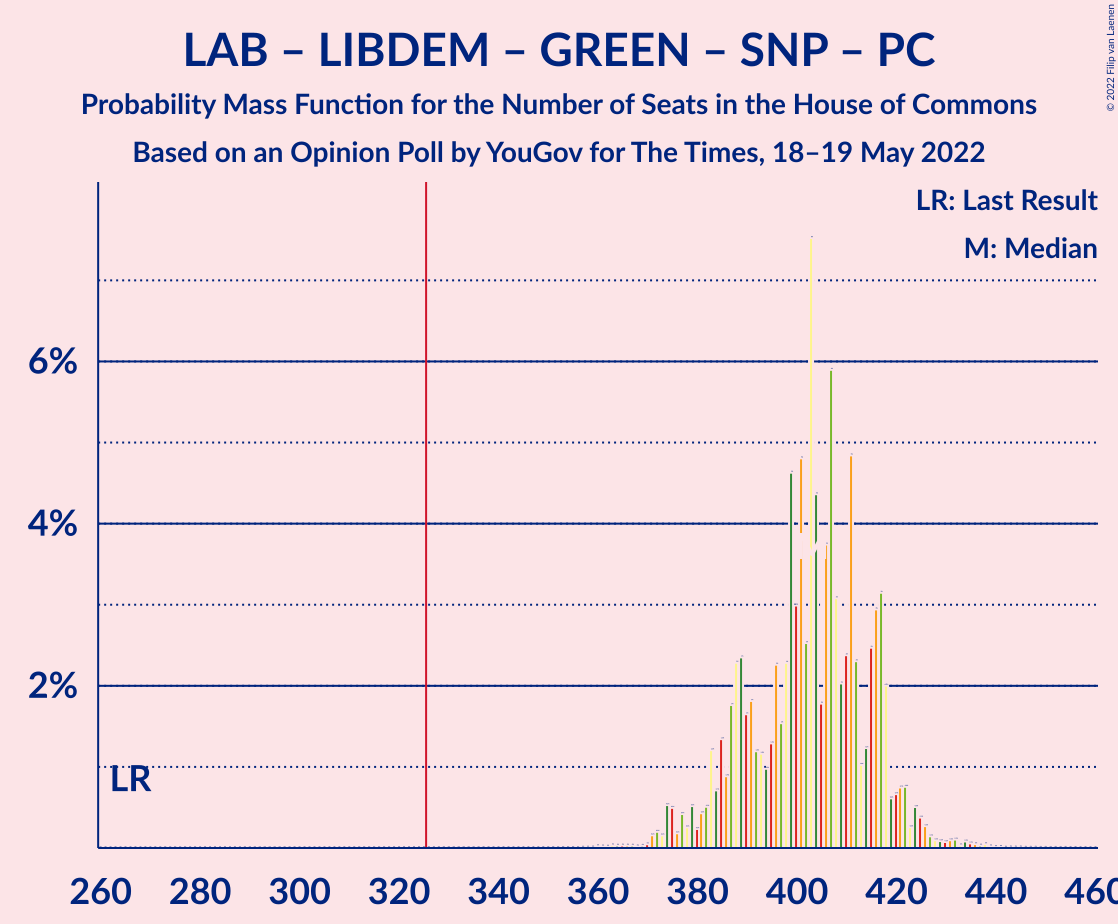 LAB – LIBDEM – GREEN – SNP – PC
Probability Mass Function for the Number of Seats in the House of Commons
Based on an Opinion Poll by YouGov for The Times, 18–19 May 2022
© 2022 Filip van Laenen
LR: Last Result
M: Median
6%
4%
2%
LR
260 280 300 320 340 360 380 400 420 440 460